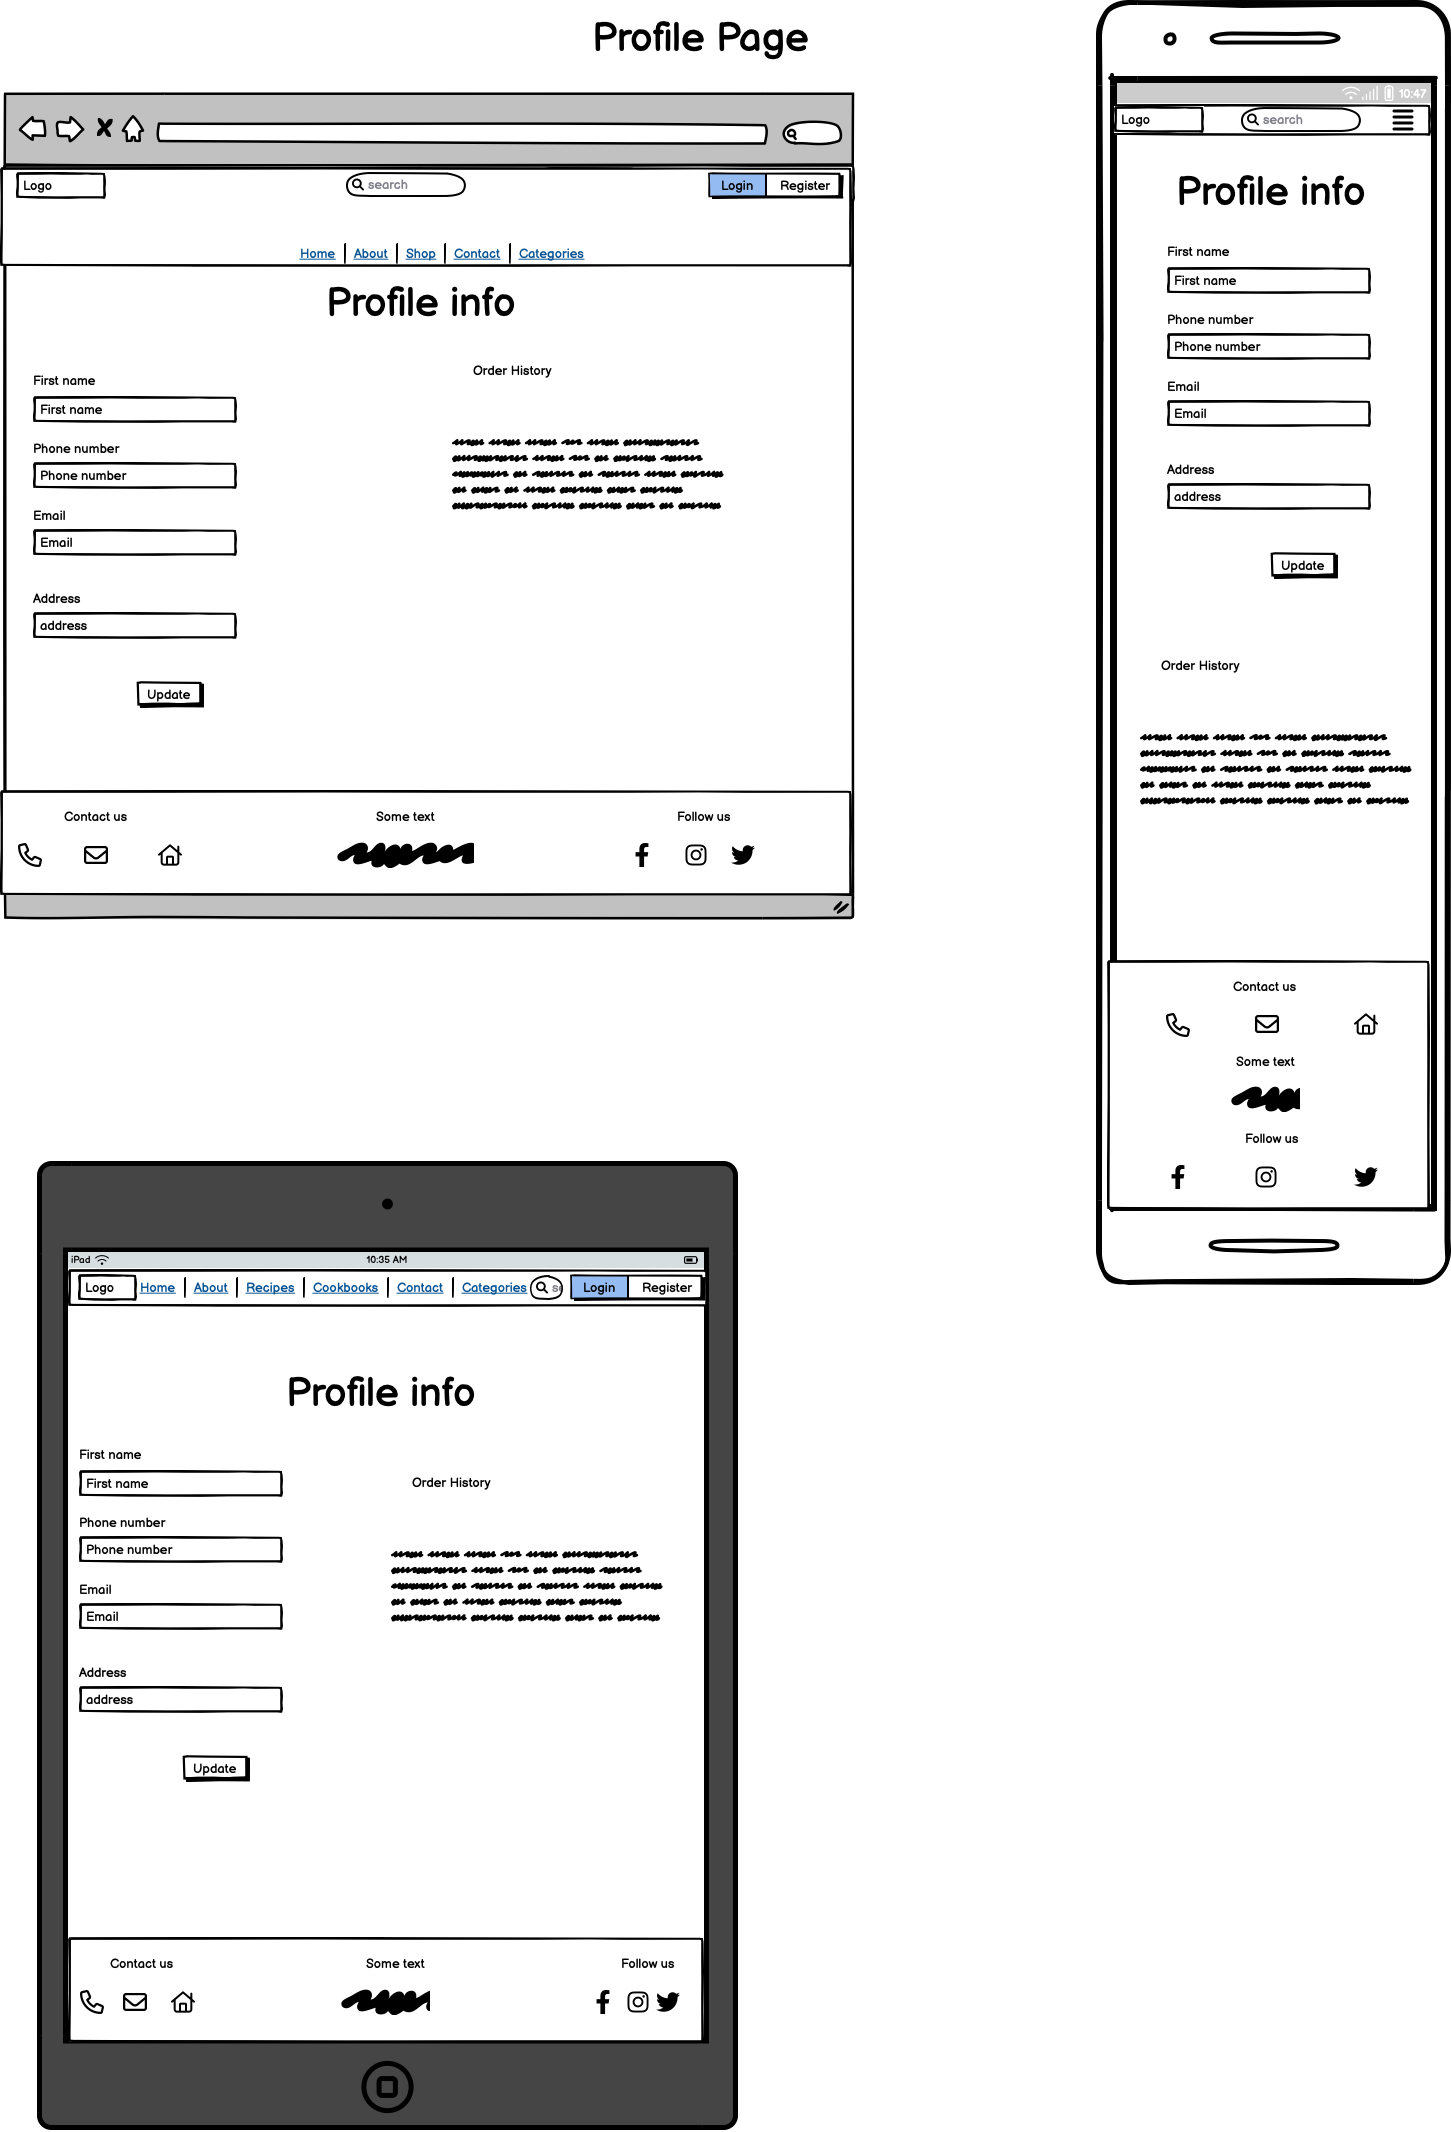 Profile Page
Logo
search
Login Register
Home About Shop Contact Categories
Profile info
Order History
First name
First name
Phone number
Phone number
Email
Email
Address
address
Update
Contact us Some text Follow us
10:47
Logo search
Profile info
First name
First name
Phone number
Phone number
Email
Email
Address
address
Update
Order History
Contact us
Some text
Follow us
iPad 10:35 AM
Logo Home About Recipes Cookbooks Contact Categories se Login Register
Profile info
First name
First name
Order History
Phone number
Phone number
Email
Email
Address
address
Update
Contact us Some text Follow us